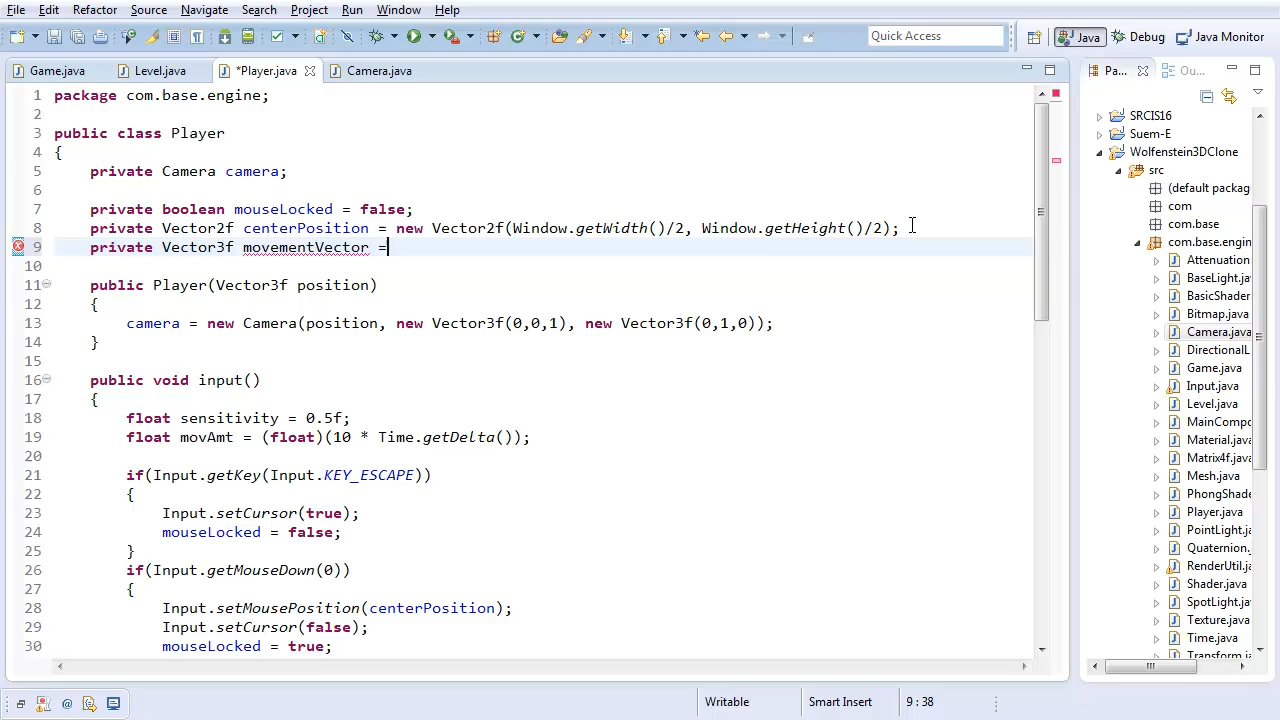 File Edit Refactor Source Navigate Search Project Run Window Help
Quick Access
Java Debug Java Monitor
Game.java Level.java *Player.java Camera.java
Pa... Ou...
1 package com.base.engine;
2
3 public class Player
4 {
5 private Camera camera;
6
7 private boolean mouseLocked = false;
8 private Vector2f centerPosition = new Vector2f(Window.getWidth()/2, Window.getHeight()/2);
9 private Vector3f movementVector =
10
11 public Player(Vector3f position)
12 {
13 camera = new Camera(position, new Vector3f(0,0,1), new Vector3f(0,1,0));
14 }
15
16 public void input()
17 {
18 float sensitivity = 0.5f;
19 float movAmt = (float)(10 * Time.getDelta());
20
21 if(Input.getKey(Input.KEY_ESCAPE))
22 {
23 Input.setCursor(true);
24 mouseLocked = false;
25 }
26 if(Input.getMouseDown(0))
27 {
28 Input.setMousePosition(centerPosition);
29 Input.setCursor(false);
30 mouseLocked = true;
SRCIS16
Suem-E
Wolfenstein3DClone
src
(default packag
com
com.base
com.base.engin
Attenuation
BaseLight.jav
BasicShader
Bitmap.java
Camera.java
DirectionalL
Game.java
Input.java
Level.java
MainCompo
Material.java
Matrix4f.java
Mesh.java
PhongShade
Player.java
PointLight.ja
Quaternion.
RenderUtil.ja
Shader.java
SpotLight.jav
Texture.java
Time.java
Transform.ja
Writable Smart Insert 9 : 38